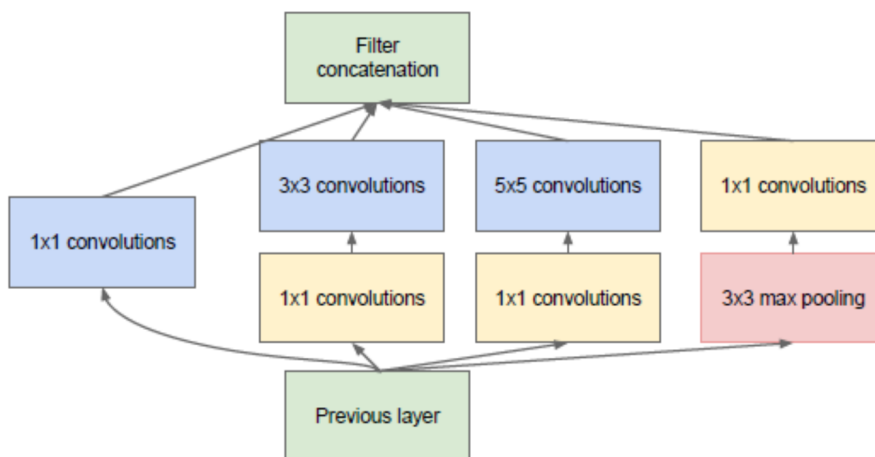 Filter
concatenation
3x3 convolutions
5x5 convolutions
1x1 convolutions
1x1 convolutions
1x1 convolutions
1x1 convolutions
3x3 max pooling
Previous layer